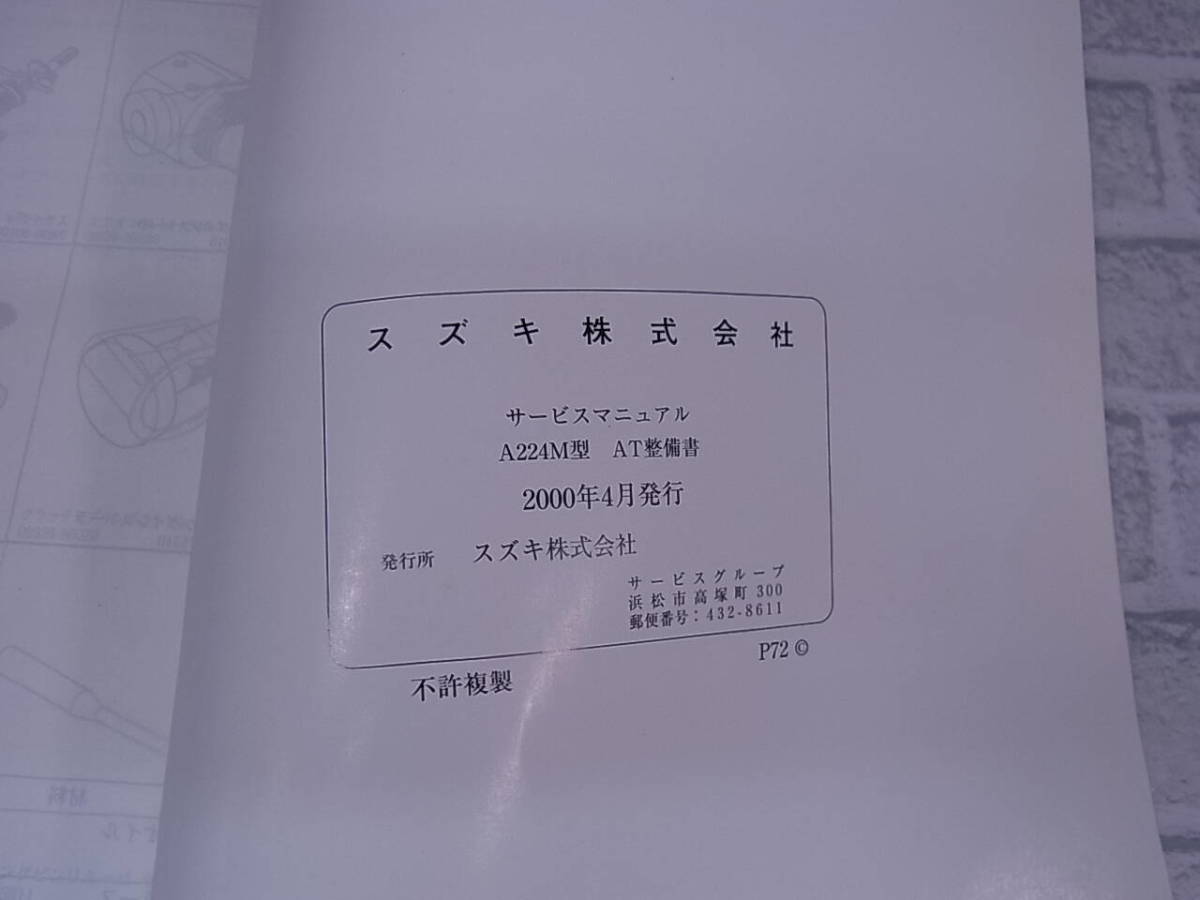 スズキ株式会社
サービスマニュアル
A224M型 AT整備書
2000年4月発行
発行所 スズキ株式会社
サービスグループ
浜松市高塚町300
郵便番号：432-8611
P72 ©
不許複製
材料